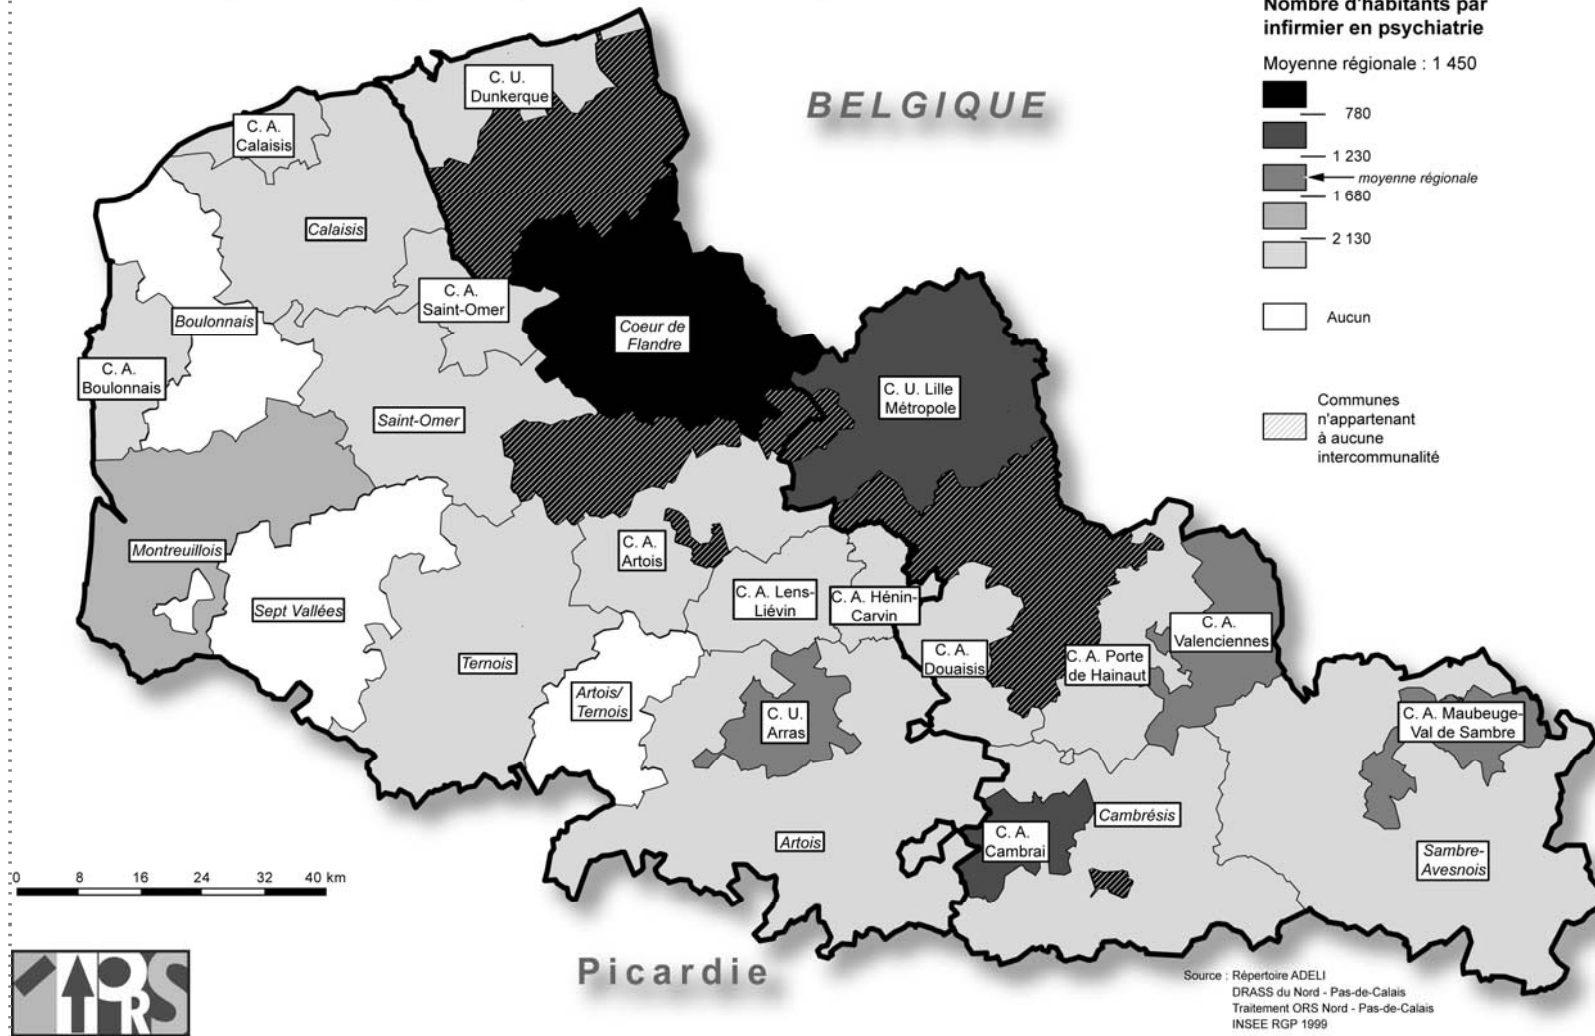 Nombre d'habitants par
infirmier en psychiatrie
Moyenne régionale : 1 450
780
1 230
moyenne régionale
1 680
2 130
Aucun
Communes
n'appartenant
à aucune
intercommunalité
BELGIQUE
C. U.
Dunkerque
C. A.
Calaisis
Calaisis
C. A.
Saint-Omer
Boulonnais
Coeur de
Flandre
C. A.
Boulonnais
C. U. Lille
Métropole
Saint-Omer
Montreuillois
C. A.
Artois
Sept Vallées
C. A. Lens-
Liévin
C. A. Hénin-
Carvin
C. A.
Valenciennes
Ternois
C. A.
Douaisis
C. A. Porte
de Hainaut
Artois/
Ternois
C. U.
Arras
C. A. Maubeuge-
Val de Sambre
Cambrésis
Artois
C. A.
Cambrai
Sambre-
Avesnois
0 8 16 24 32 40 km
Picardie
ORS
Source : Répertoire ADELI
DRASS du Nord - Pas-de-Calais
Traitement ORS Nord - Pas-de-Calais
INSEE RGP 1999